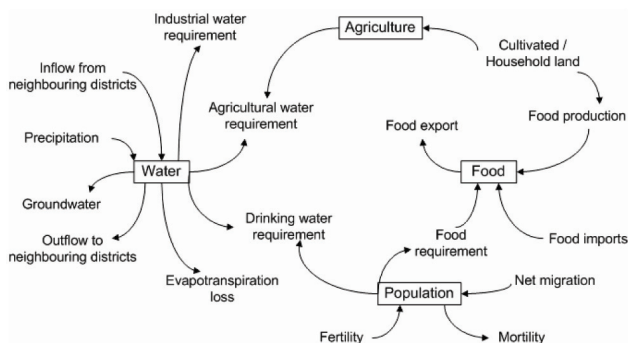 Industrial water
requirement
Agriculture
Cultivated /
Household land
Inflow from
neighbouring districts
Agricultural water
requirement
Food export
Food production
Precipitation
Water
Food
Groundwater
Drinking water
requirement
Outflow to
neighbouring districts
Food
requirement
Food imports
Evapotranspiration
loss
Net migration
Population
Fertility
Mortility